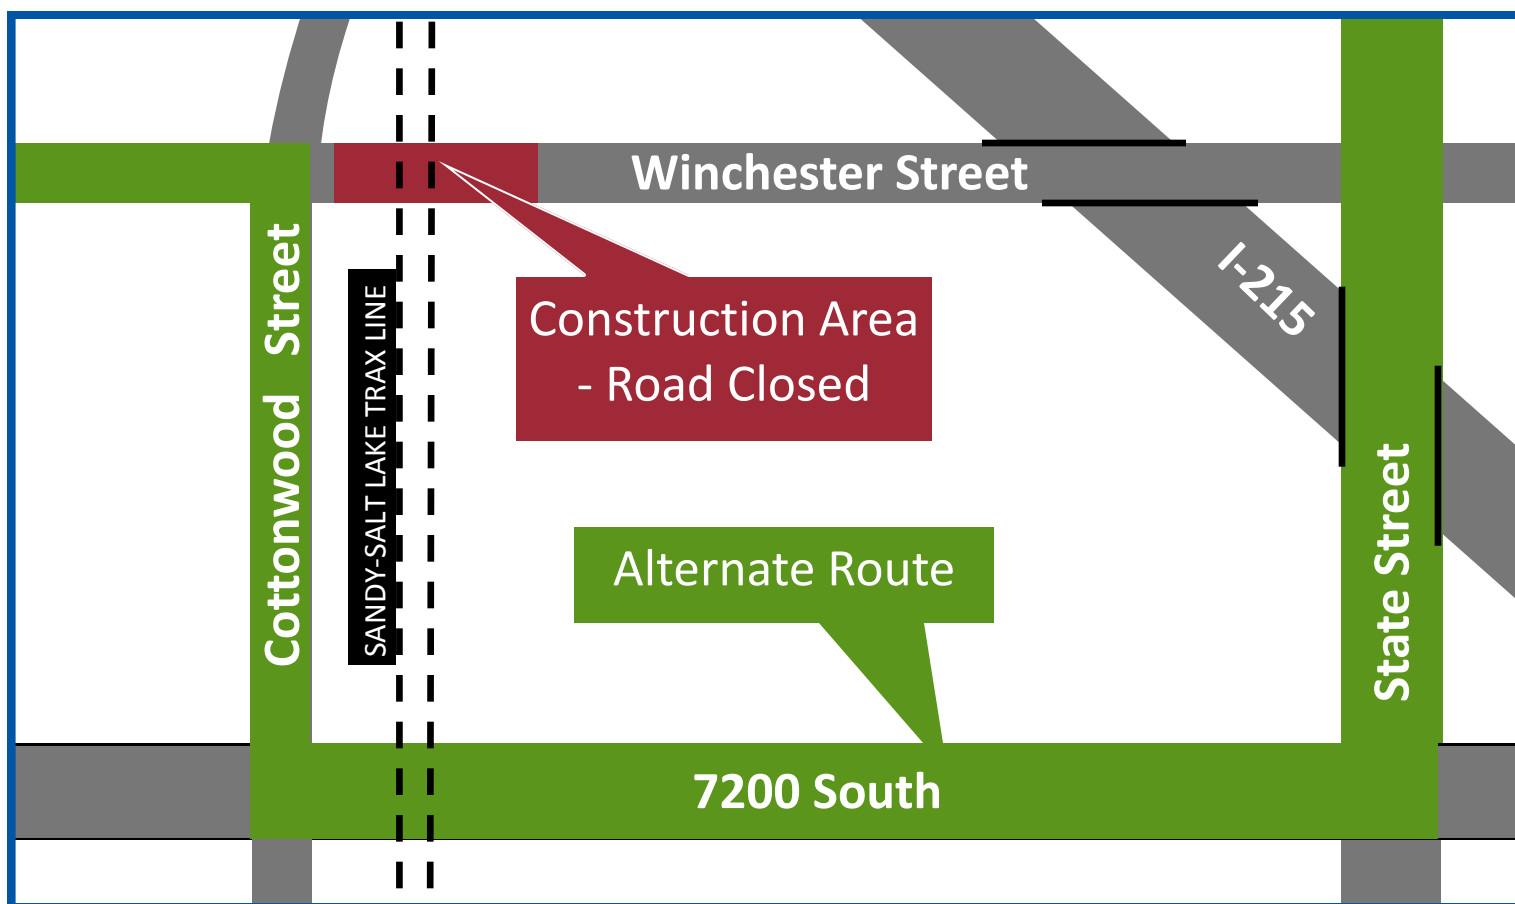 Winchester Street
I-215
Cottonwood Street
SANDY-SALT LAKE TRAX LINE
Construction Area
- Road Closed
Alternate Route
State Street
7200 South